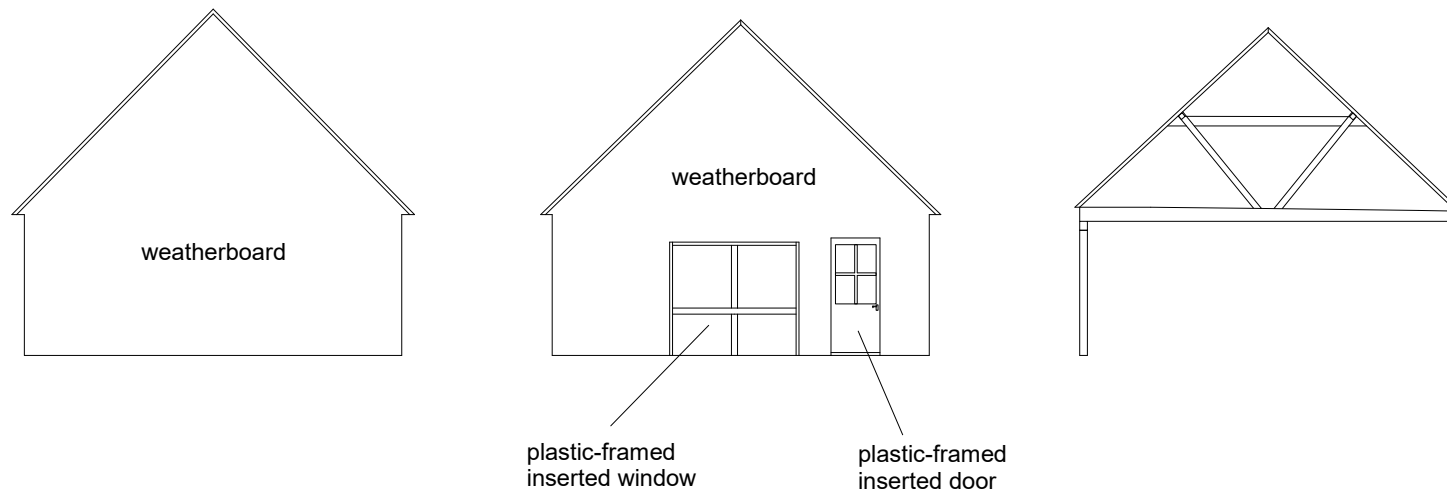 weatherboard
weatherboard
plastic-framed
inserted window
plastic-framed
inserted door